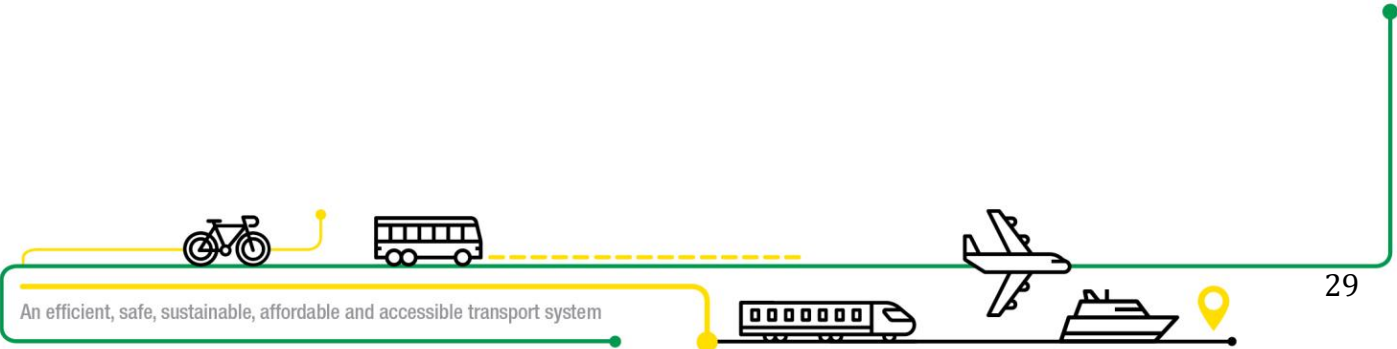 29
An efficient, safe, sustainable, affordable and accessible transport system